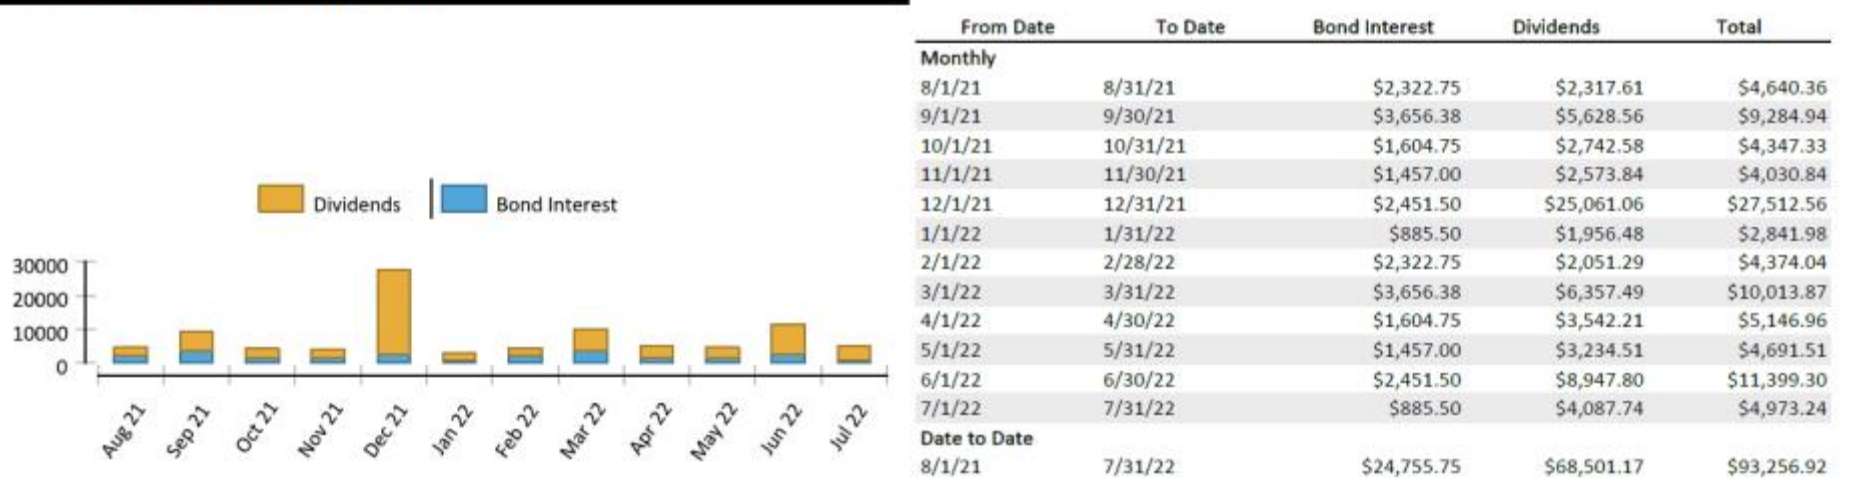 Dividends Bond Interest
30000
20000
10000
0
Aug 21 Sep 21 Oct 21 Nov 21 Dec 21 Jan 22 Feb 22 Mar 22 Apr 22 May 22 Jun 22 Jul 22
From Date To Date Bond Interest Dividends Total
Monthly
8/1/21 8/31/21 $2,322.75 $2,317.61 $4,640.36
9/1/21 9/30/21 $3,656.38 $5,628.56 $9,284.94
10/1/21 10/31/21 $1,604.75 $2,742.58 $4,347.33
11/1/21 11/30/21 $1,457.00 $2,573.84 $4,030.84
12/1/21 12/31/21 $2,451.50 $25,061.06 $27,512.56
1/1/22 1/31/22 $885.50 $1,956.48 $2,841.98
2/1/22 2/28/22 $2,322.75 $2,051.29 $4,374.04
3/1/22 3/31/22 $3,656.38 $6,357.49 $10,013.87
4/1/22 4/30/22 $1,604.75 $3,542.21 $5,146.96
5/1/22 5/31/22 $1,457.00 $3,234.51 $4,691.51
6/1/22 6/30/22 $2,451.50 $8,947.80 $11,399.30
7/1/22 7/31/22 $885.50 $4,087.74 $4,973.24
Date to Date
8/1/21 7/31/22 $24,755.75 $68,501.17 $93,256.92